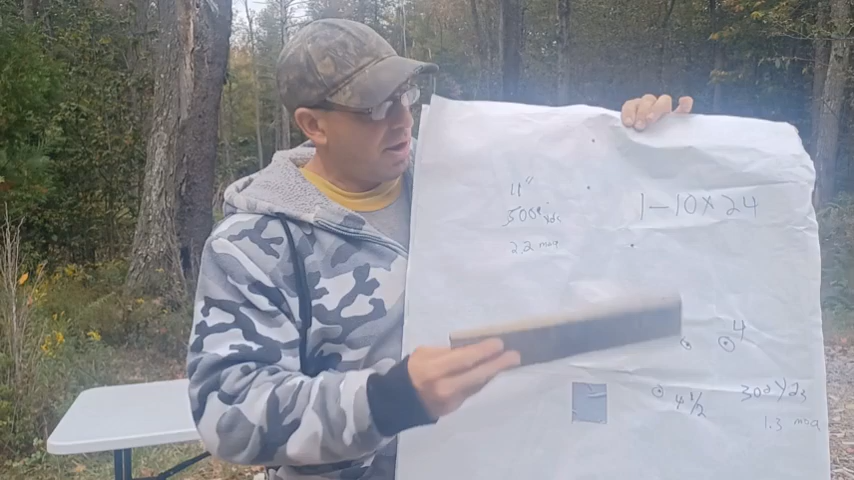 11"
500 yds
2.2 moa
1-10X24
4
4 1/2
300 yds
1.3 moa